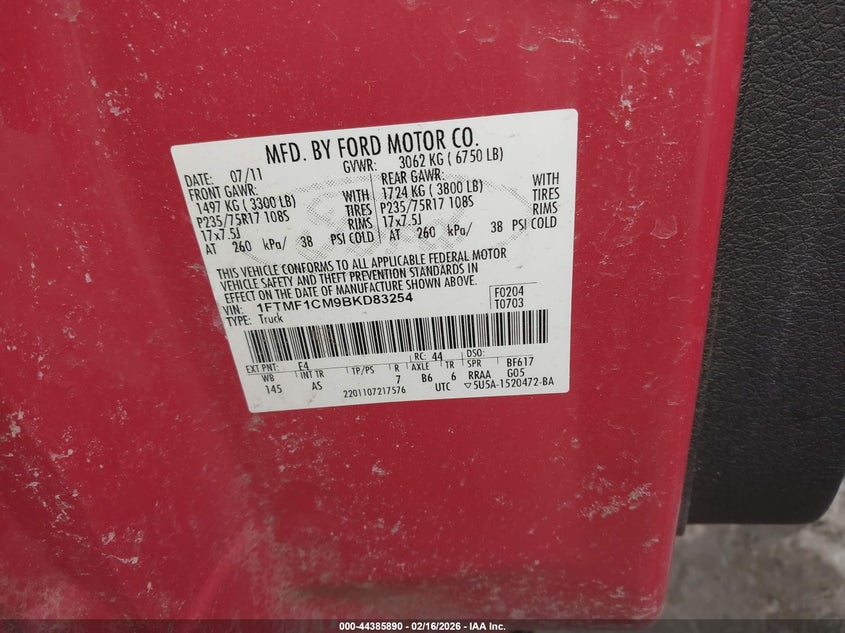 MFD. BY FORD MOTOR CO.
DATE: 07/11 GVWR: 3062 KG ( 6750 LB)
FRONT GAWR: REAR GAWR:
1497 KG ( 3300 LB) WITH 1724 KG ( 3800 LB) WITH
P235/75R17 108S TIRES P235/75R17 108S TIRES
17x7.5J RIMS 17x7.5J RIMS
AT 260 kPa/ 38 PSI COLD AT 260 kPa/ 38 PSI COLD
THIS VEHICLE CONFORMS TO ALL APPLICABLE FEDERAL MOTOR
VEHICLE SAFETY AND THEFT PREVENTION STANDARDS IN
EFFECT ON THE DATE OF MANUFACTURE SHOWN ABOVE.
VIN: 1FTMF1CM9BKD83254 F0204
TYPE: Truck T0703
EXT PNT: E4 RC: 44 DSO:
WB INT TR TP/PS R AXLE TR SPR BF617
145 AS 7 B6 6 RRAA G05
2201107217576 UTC ▽5U5A-1520472-BA
000-44385890 - 02/16/2026 - IAA Inc.